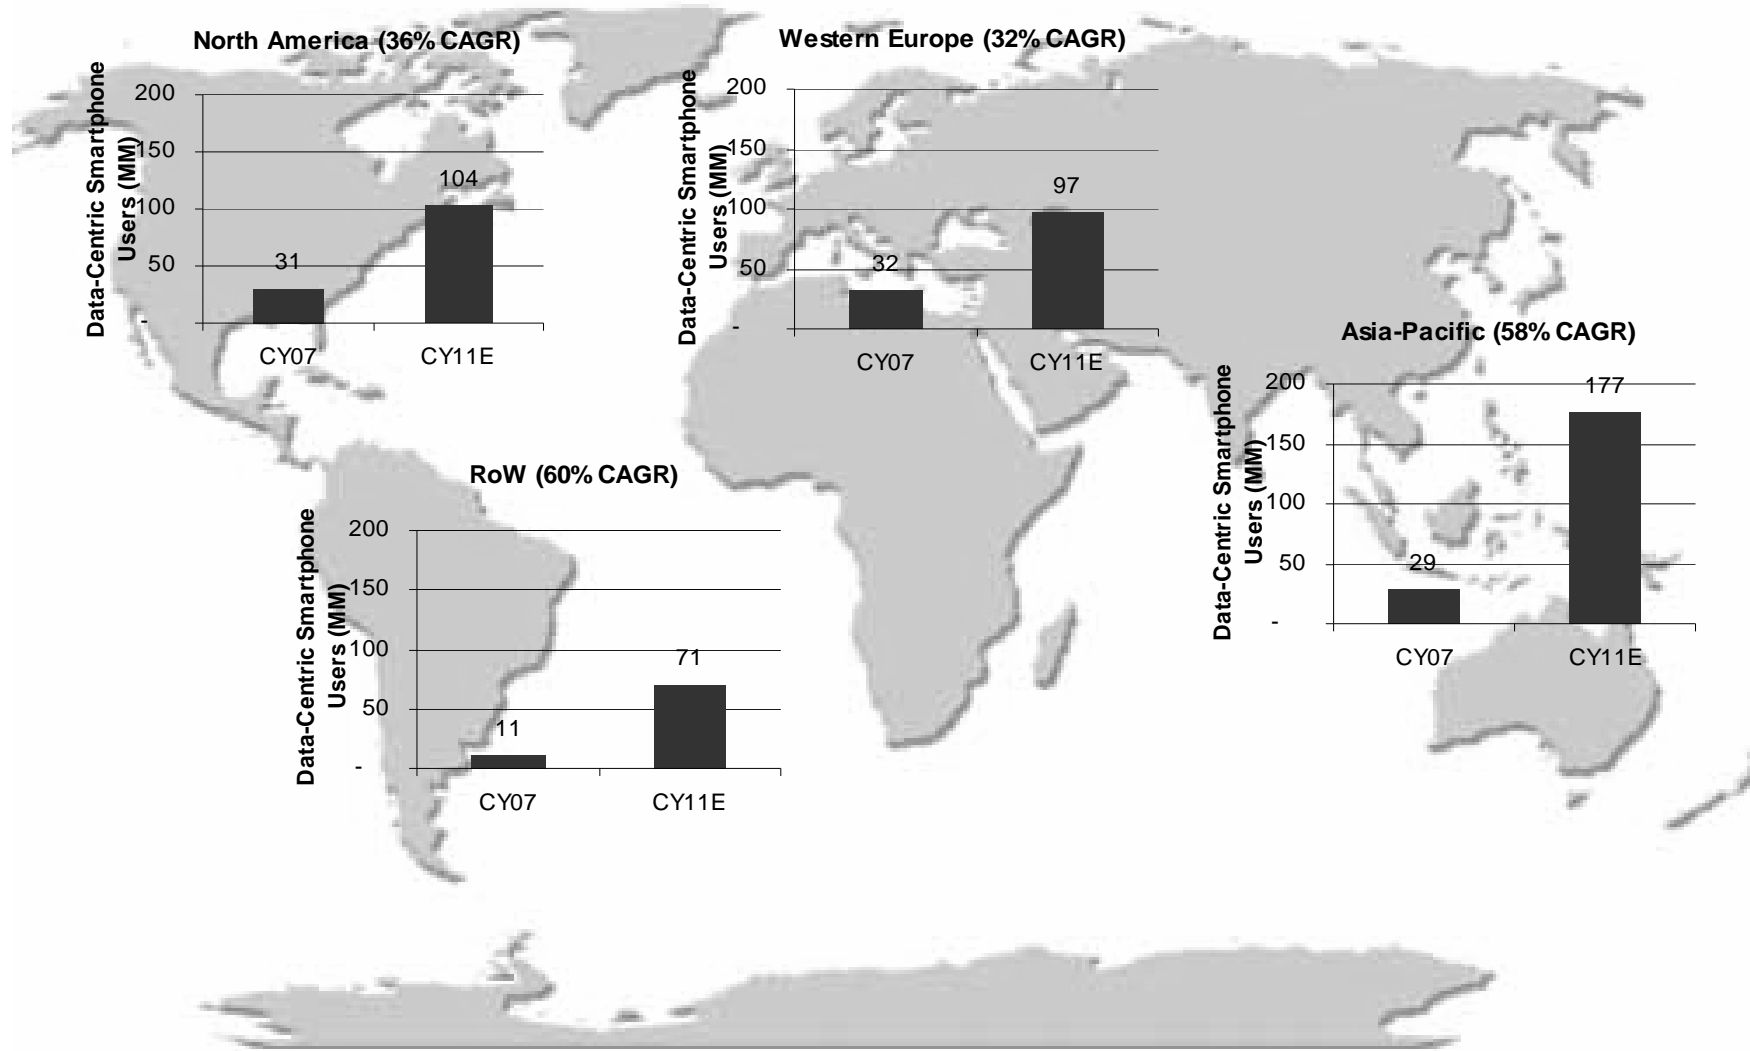 North America (36% CAGR)
Data-Centric Smartphone
Users (MM)
200
150
100
50
-
31
104
CY07
CY11E
Western Europe (32% CAGR)
Data-Centric Smartphone
Users (MM)
200
150
100
50
-
32
97
CY07
CY11E
Asia-Pacific (58% CAGR)
Data-Centric Smartphone
Users (MM)
200
150
100
50
-
29
177
CY07
CY11E
RoW (60% CAGR)
Data-Centric Smartphone
Users (MM)
200
150
100
50
-
11
71
CY07
CY11E